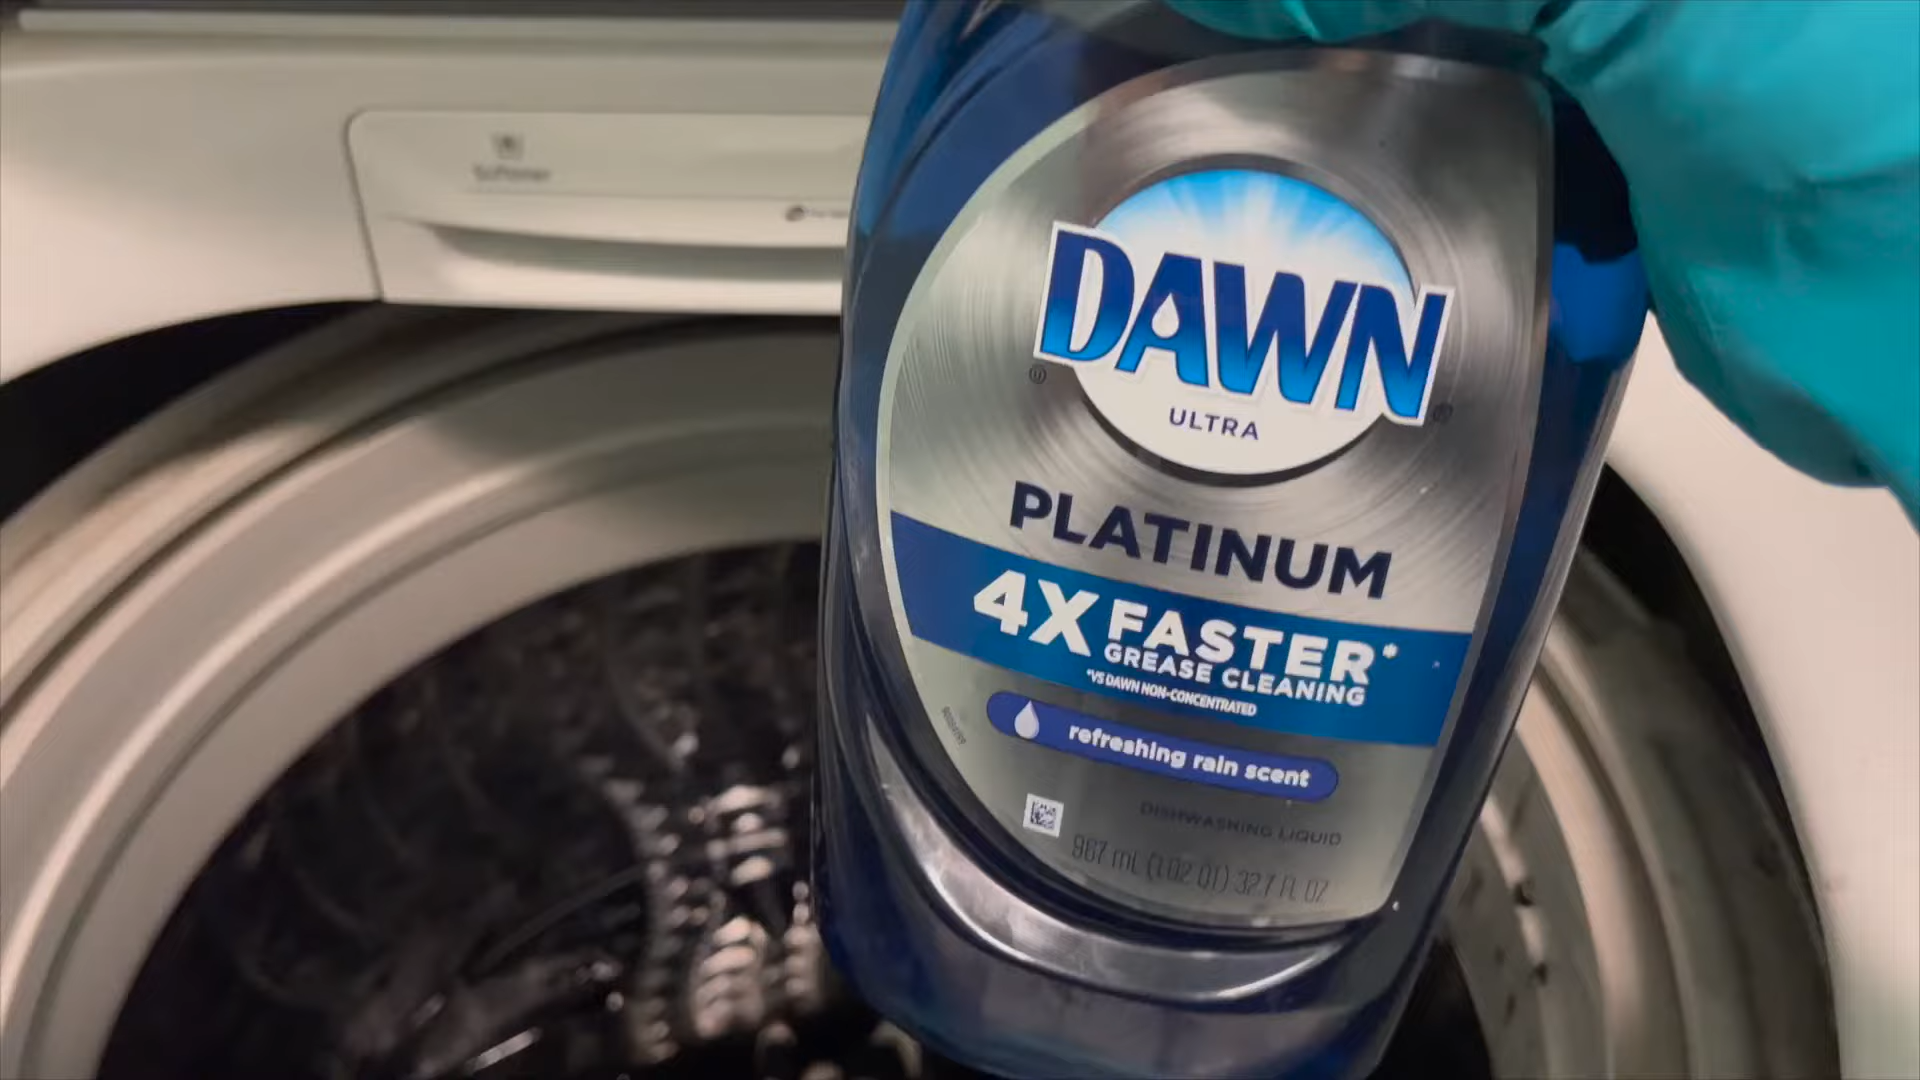 Softener
DAWN
ULTRA
PLATINUM
4X FASTER*
GREASE CLEANING
*VS DAWN NON-CONCENTRATED
refreshing rain scent
DISHWASHING LIQUID
967 mL (1.02 QT) 32.7 FL OZ